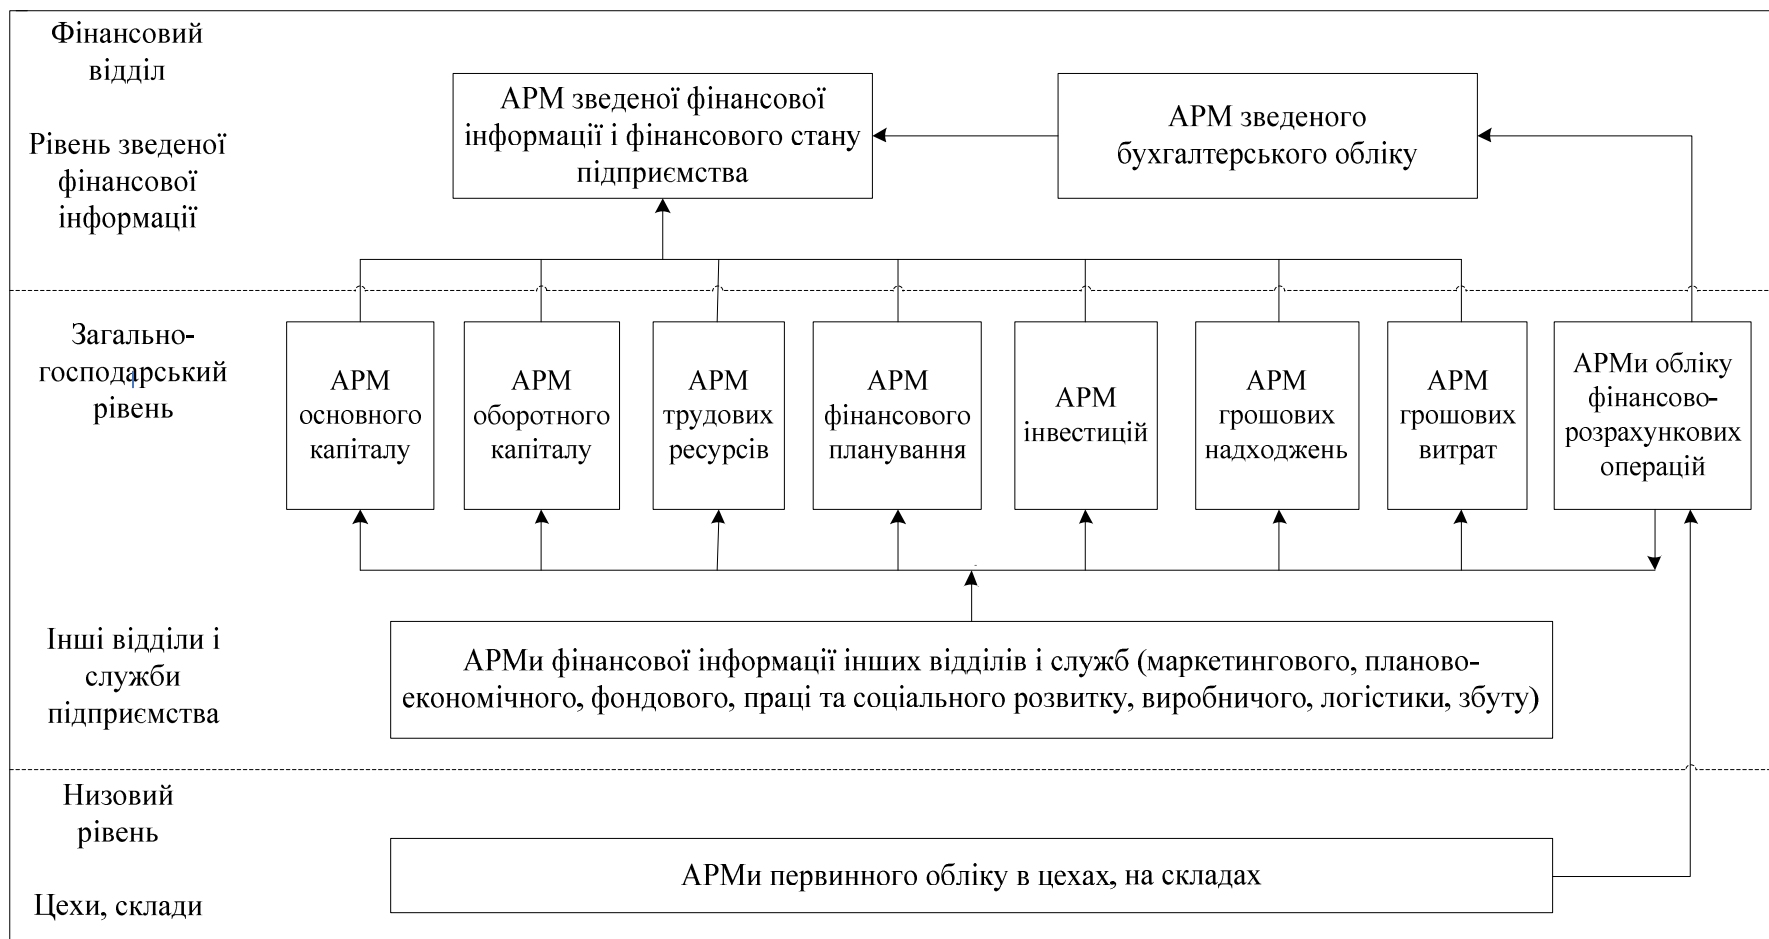 Фінансовий
відділ
Рівень зведеної
фінансової
інформації
АРМ зведеної фінансової
інформації і фінансового стану
підприємства
АРМ зведеного
бухгалтерського обліку
Загально-
господарський
рівень
АРМ
основного
капіталу
АРМ
оборотного
капіталу
АРМ
трудових
ресурсів
АРМ
фінансового
планування
АРМ
інвестицій
АРМ
грошових
надходжень
АРМ
грошових
витрат
АРМи обліку
фінансово-
розрахункових
операцій
Інші відділи і
служби
підприємства
АРМи фінансової інформації інших відділів і служб (маркетингового, планово-
економічного, фондового, праці та соціального розвитку, виробничого, логістики, збуту)
Низовий
рівень
Цехи, склади
АРМи первинного обліку в цехах, на складах